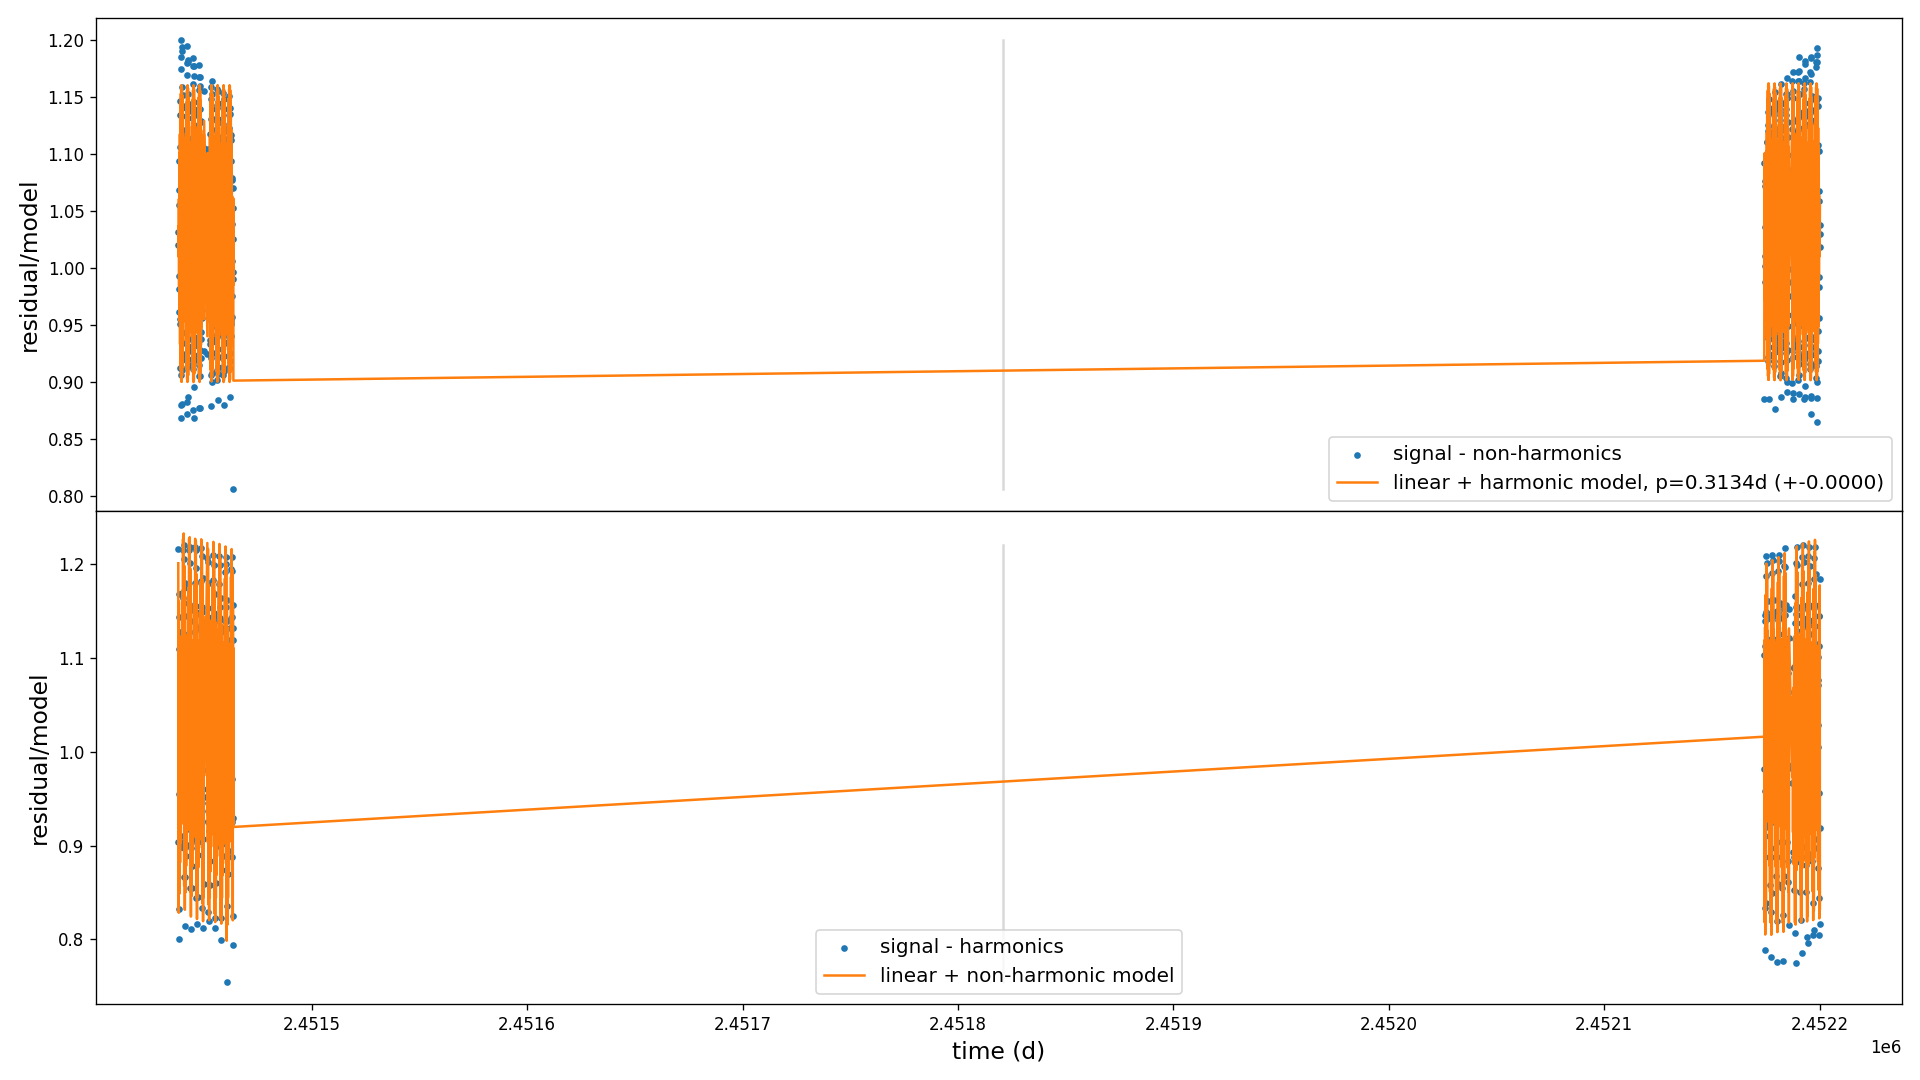 1.20
1.15
1.10
1.05
1.00
0.95
0.90
0.85
0.80
residual/model
signal - non-harmonics
linear + harmonic model, p=0.3134d (+-0.0000)
1.2
1.1
1.0
0.9
0.8
residual/model
signal - harmonics
linear + non-harmonic model
2.4515 2.4516 2.4517 2.4518 2.4519 2.4520 2.4521 2.4522
1e6
time (d)